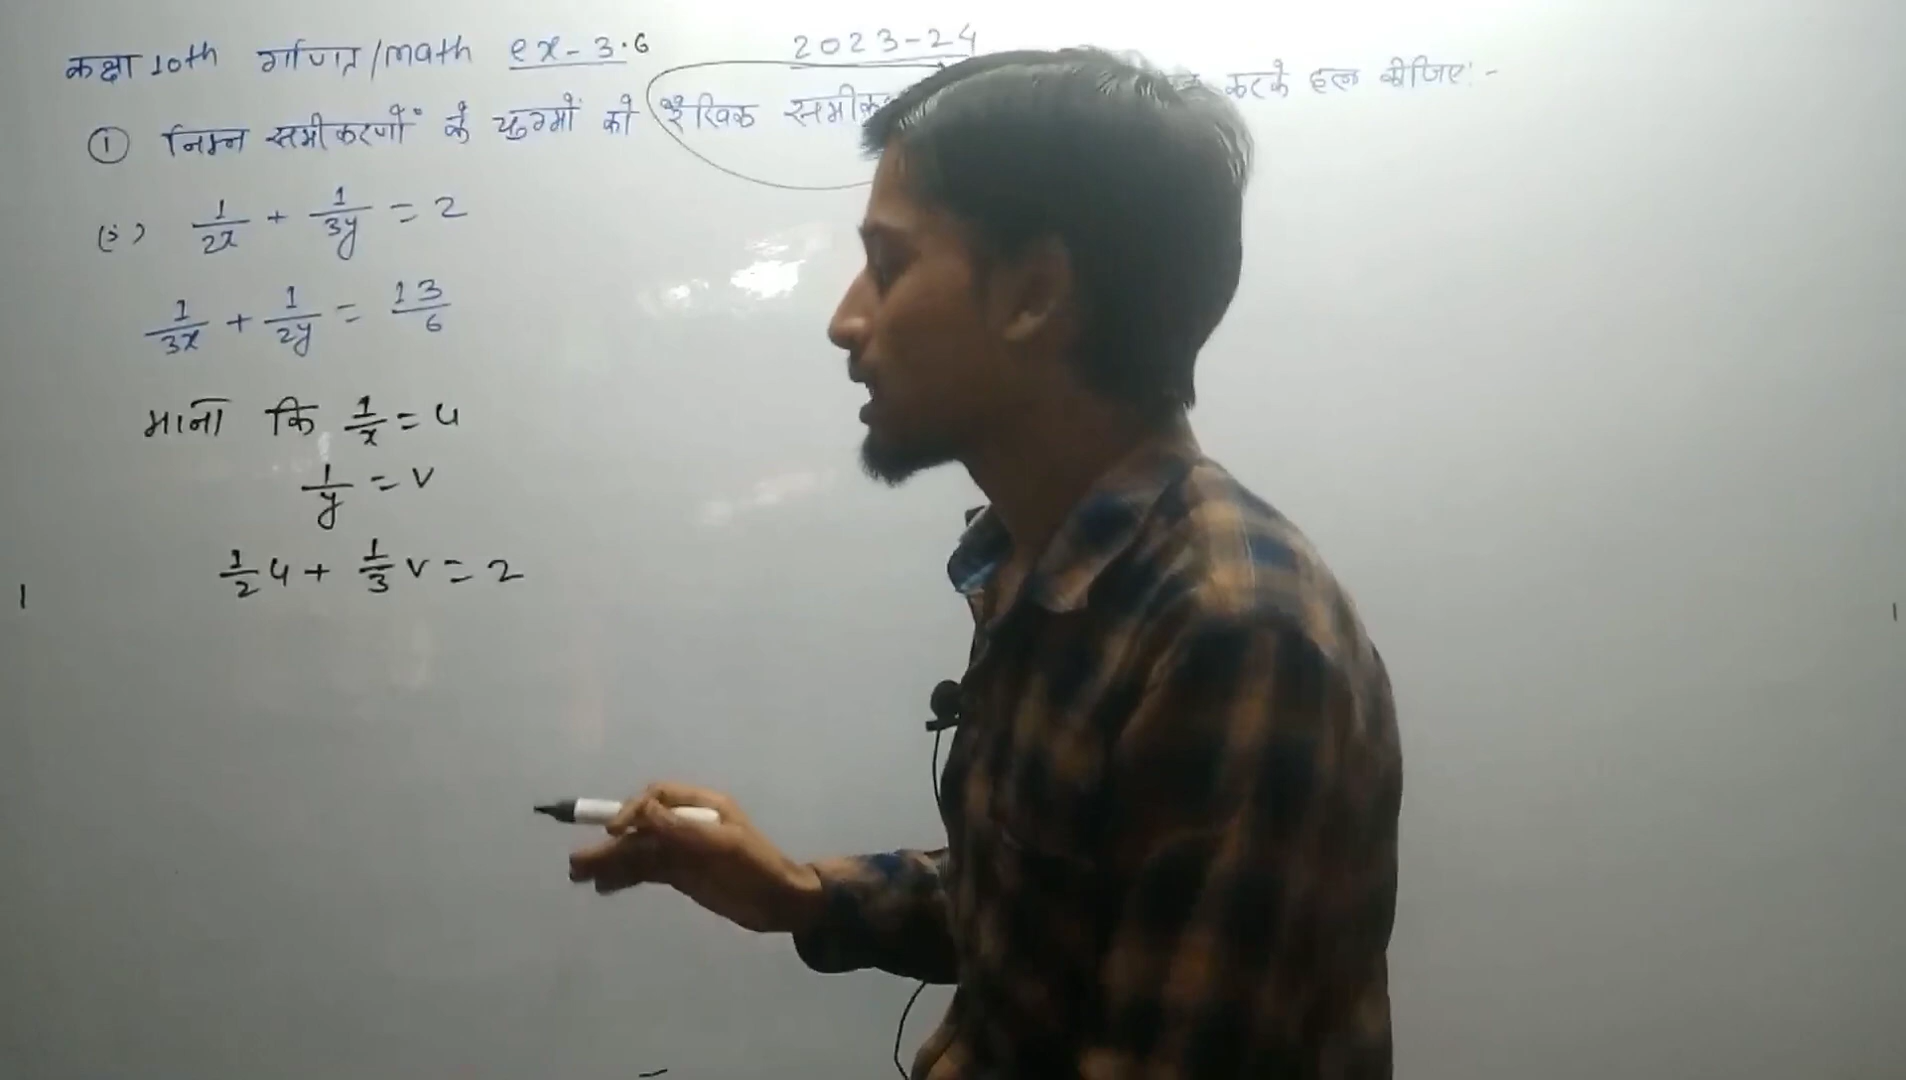 कक्षा 10th गणित/math ex-3.6 2023-24
① निम्न समीकरणों के युग्मों को रैखिक करके हल कीजिए:-
(i) 1/2x + 1/3y = 2
1/3x + 1/2y = 13/6
माना कि 1/x = u
1/y = v
1/2 u + 1/3 v = 2